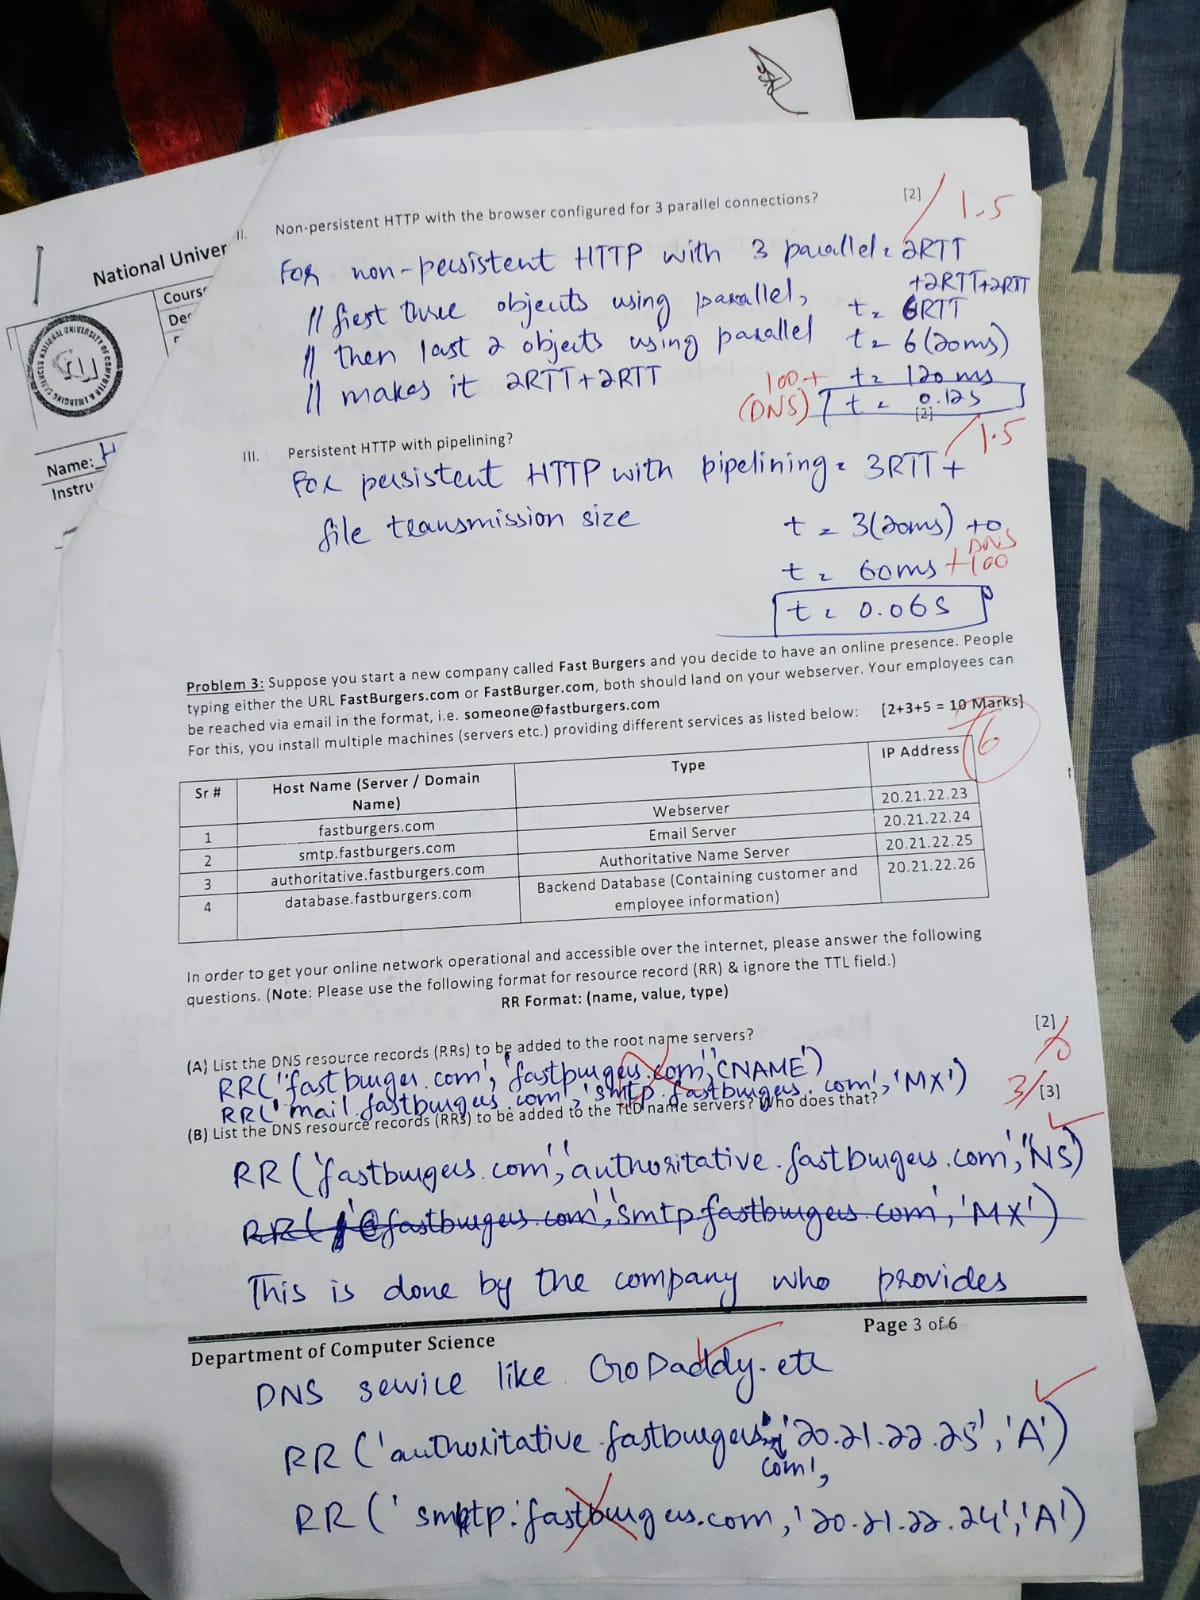 National Univer
Cours
De
Name: H
Instru
II. Non-persistent HTTP with the browser configured for 3 parallel connections? [2]
1.5
For non-persistent HTTP with 3 parallel = 2RTT
+2RTT+2RTT
// first three objects using parallel, t = 6RTT
// then last 2 objects using parallel t = 6(20ms)
// makes it 2RTT+2RTT 100+ t = 120 ms
(DNS) t = 0.12s
[2]
III. Persistent HTTP with pipelining? 1.5
For persistent HTTP with pipelining = 3RTT +
file transmission size t = 3(20ms) +0
DNS
t = 60ms +100
t = 0.06s
Problem 3: Suppose you start a new company called Fast Burgers and you decide to have an online presence. People
typing either the URL FastBurgers.com or FastBurger.com, both should land on your webserver. Your employees can
be reached via email in the format, i.e. someone@fastburgers.com
For this, you install multiple machines (servers etc.) providing different services as listed below: [2+3+5 = 10 Marks]
6
Sr # Host Name (Server / Domain Name) Type IP Address
1 fastburgers.com Webserver 20.21.22.23
2 smtp.fastburgers.com Email Server 20.21.22.24
3 authoritative.fastburgers.com Authoritative Name Server 20.21.22.25
4 database.fastburgers.com Backend Database (Containing customer and employee information) 20.21.22.26
In order to get your online network operational and accessible over the internet, please answer the following
questions. (Note: Please use the following format for resource record (RR) & ignore the TTL field.)
RR Format: (name, value, type)
(A) List the DNS resource records (RRs) to be added to the root name servers? [2]
0
RR('fastburger.com', 'fastburgers.com', 'CNAME')
RR('mail.fastburgers.com', 'smtp.fastburgers.com', 'MX')
(B) List the DNS resource records (RRs) to be added to the TLD name servers? Who does that? 3/[3]
RR('fastburgers.com', 'authoritative.fastburgers.com', 'NS')
RR('@fastburgers.com', 'smtp.fastburgers.com', 'MX')
This is done by the company who provides
Department of Computer Science Page 3 of 6
DNS service like GoDaddy.etc
RR('authoritative.fastburgers '20.21.22.25', 'A')
com',
RR('smtp.fastburgers.com, '20.21.22.24', 'A')